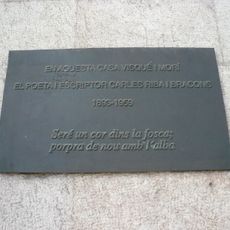 EN AQUESTA CASA VISQUÉ I MORÍ
EL POETA I ESCRIPTOR CARLES RIBA I BRACONS
1893-1959
Seré un cor dins la fosca;
porpra de nou amb l'alba